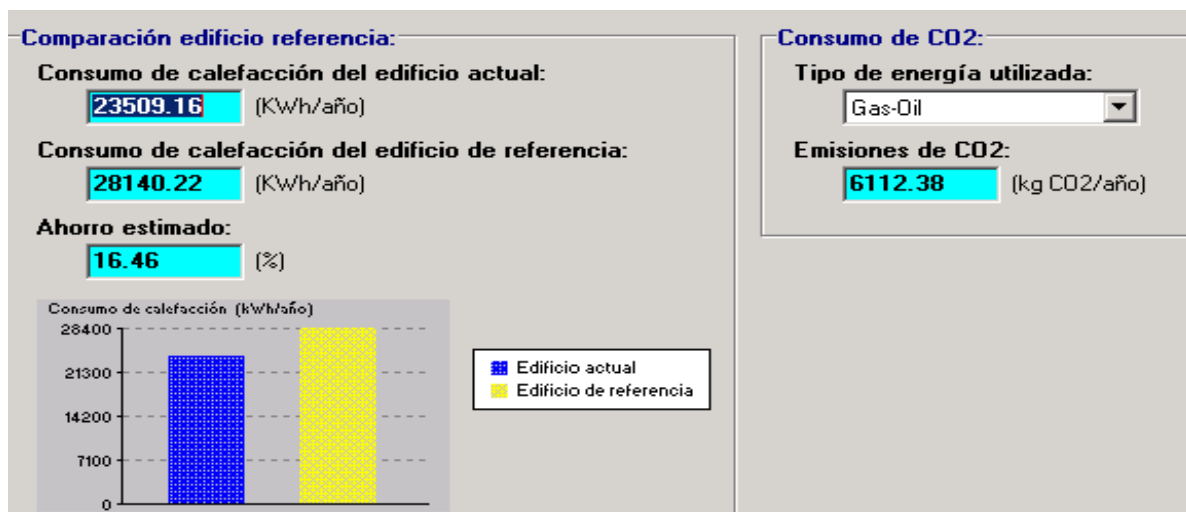 Comparación edificio referencia:
Consumo de calefacción del edificio actual:
23509.16 (KWh/año)
Consumo de calefacción del edificio de referencia:
28140.22 (KWh/año)
Ahorro estimado:
16.46 (%)
Consumo de calefacción (kWh/año)
28400
21300
14200
7100
0
Edificio actual
Edificio de referencia
Consumo de CO2:
Tipo de energía utilizada:
Gas-Oil
Emisiones de CO2:
6112.38 (kg CO2/año)